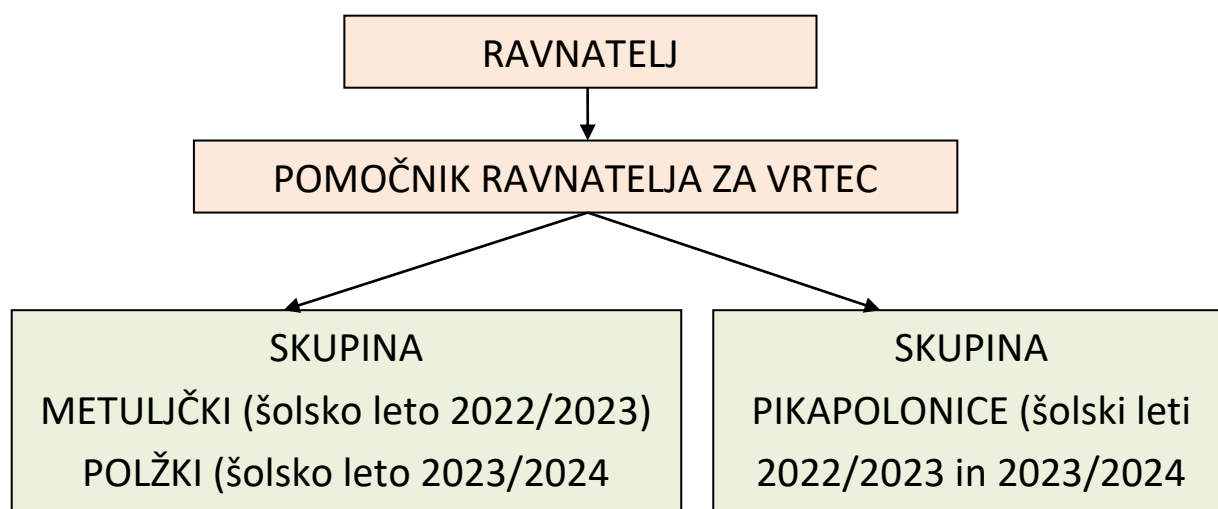 RAVNATELJ
POMOČNIK RAVNATELJA ZA VRTEC
SKUPINA
METULJČKI (šolsko leto 2022/2023)
POLŽKI (šolsko leto 2023/2024
SKUPINA
PIKAPOLONICE (šolski leti
2022/2023 in 2023/2024